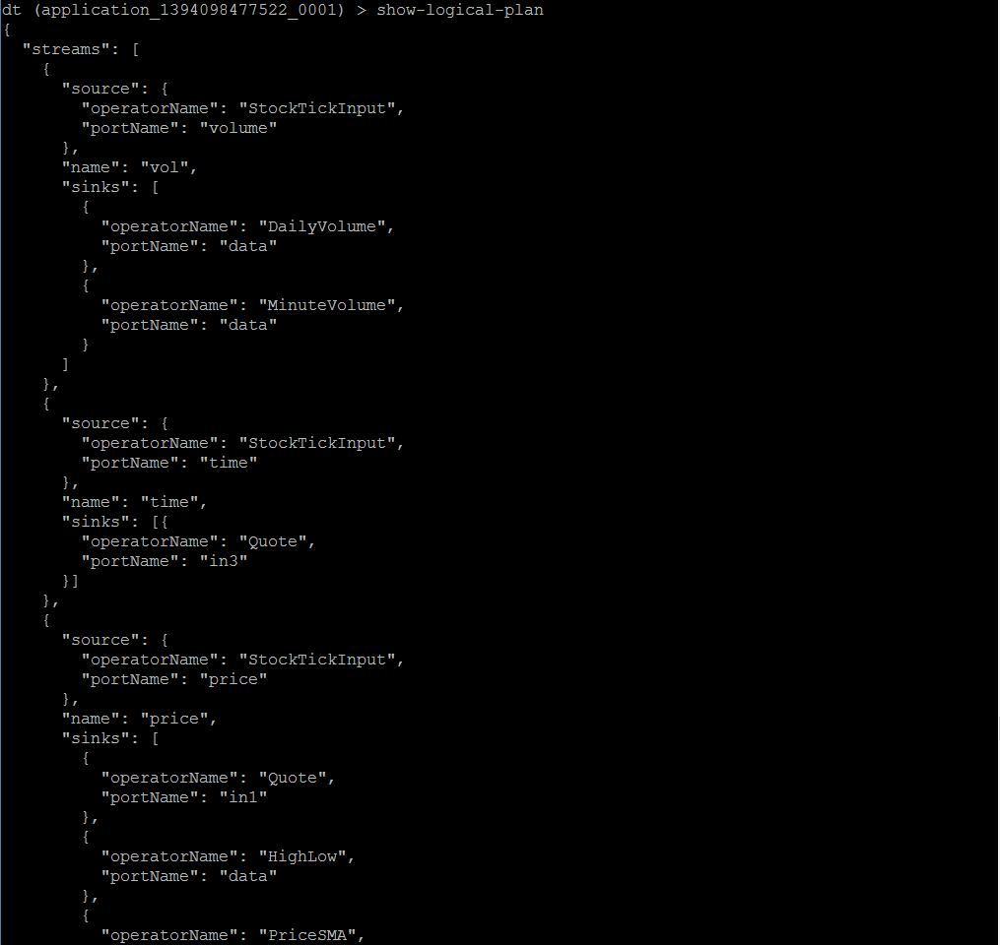 dt (application_1394098477522_0001) > show-logical-plan
{
  "streams": [
    {
      "source": {
        "operatorName": "StockTickInput",
        "portName": "volume"
      },
      "name": "vol",
      "sinks": [
        {
          "operatorName": "DailyVolume",
          "portName": "data"
        },
        {
          "operatorName": "MinuteVolume",
          "portName": "data"
        }
      ]
    },
    {
      "source": {
        "operatorName": "StockTickInput",
        "portName": "time"
      },
      "name": "time",
      "sinks": [{
        "operatorName": "Quote",
        "portName": "in3"
      }]
    },
    {
      "source": {
        "operatorName": "StockTickInput",
        "portName": "price"
      },
      "name": "price",
      "sinks": [
        {
          "operatorName": "Quote",
          "portName": "in1"
        },
        {
          "operatorName": "HighLow",
          "portName": "data"
        },
        {
          "operatorName": "PriceSMA",